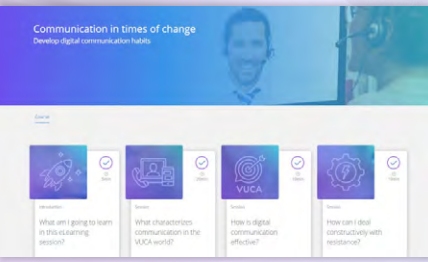 Communication in times of change
Develop digital communication habits
What am I going to learn
in this eLearning
session?
What characterizes
communication in the
VUCA world?
VUCA
How is digital
communication
effective?
How can I deal
constructively with
resistance?